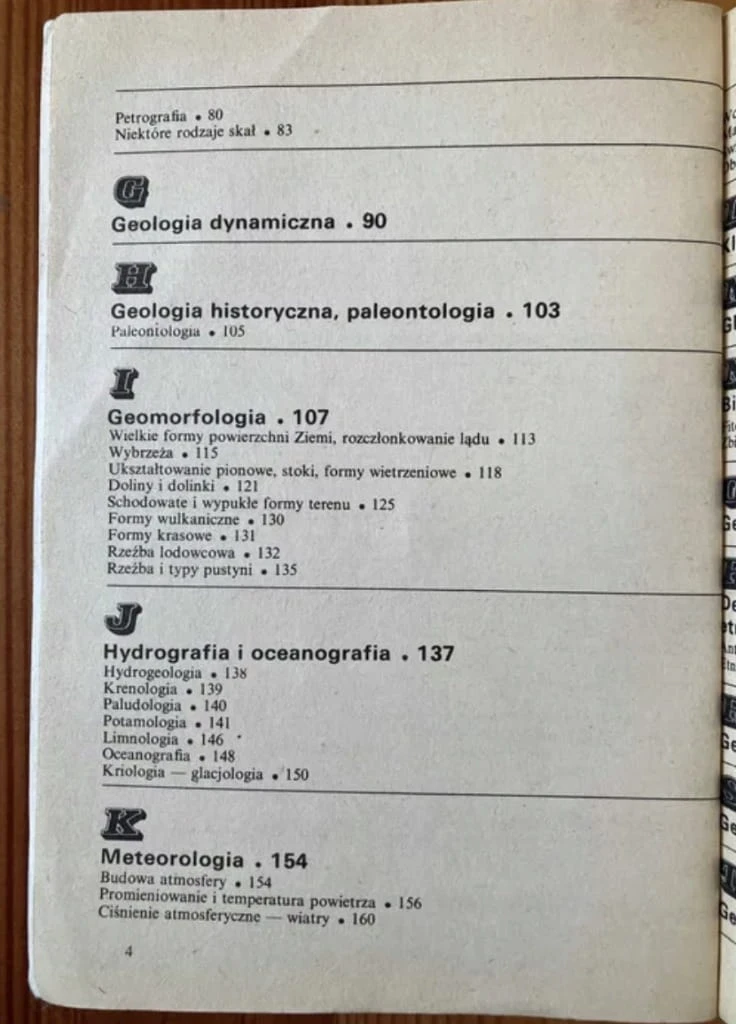 Petrografia • 80
Niektóre rodzaje skał • 83
G
Geologia dynamiczna • 90
H
Geologia historyczna, paleontologia • 103
Paleontologia • 105
I
Geomorfologia • 107
Wielkie formy powierzchni Ziemi, rozczłonkowanie lądu • 113
Wybrzeża • 115
Ukształtowanie pionowe, stoki, formy wietrzeniowe • 118
Doliny i dolinki • 121
Schodowate i wypukłe formy terenu • 125
Formy wulkaniczne • 130
Formy krasowe • 131
Rzeźba lodowcowa • 132
Rzeźba i typy pustyni • 135
J
Hydrografia i oceanografia • 137
Hydrogeologia • 138
Krenologia • 139
Paludologia • 140
Potamologia • 141
Limnologia • 146
Oceanografia • 148
Kriologia — glacjologia • 150
K
Meteorologia • 154
Budowa atmosfery • 154
Promieniowanie i temperatura powietrza • 156
Ciśnienie atmosferyczne — wiatry • 160
4